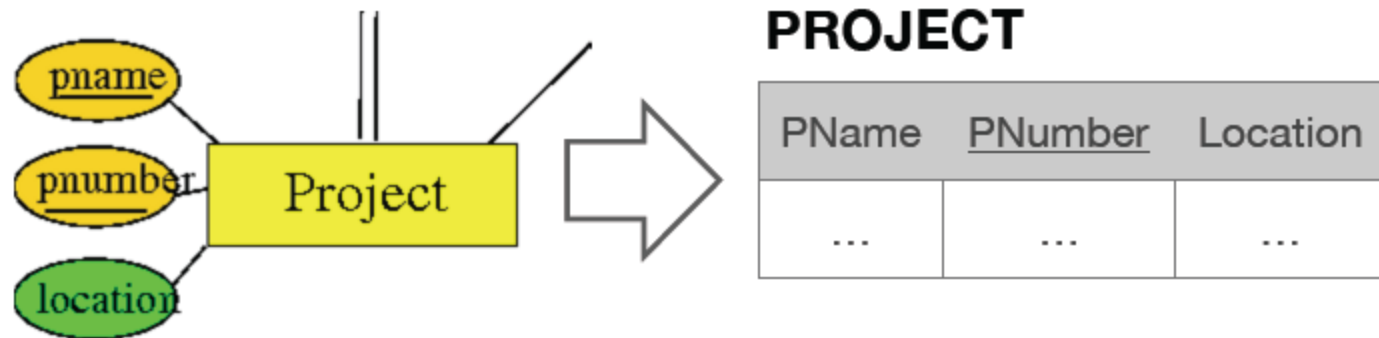 pname
pnumber
location
Project
PROJECT
PName PNumber Location
... ... ...